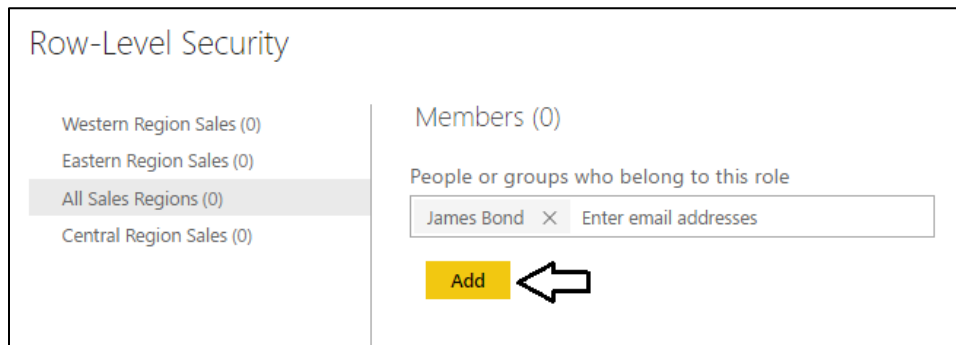 Row-Level Security
Western Region Sales (0)
Eastern Region Sales (0)
All Sales Regions (0)
Central Region Sales (0)
Members (0)
People or groups who belong to this role
James Bond × Enter email addresses
Add